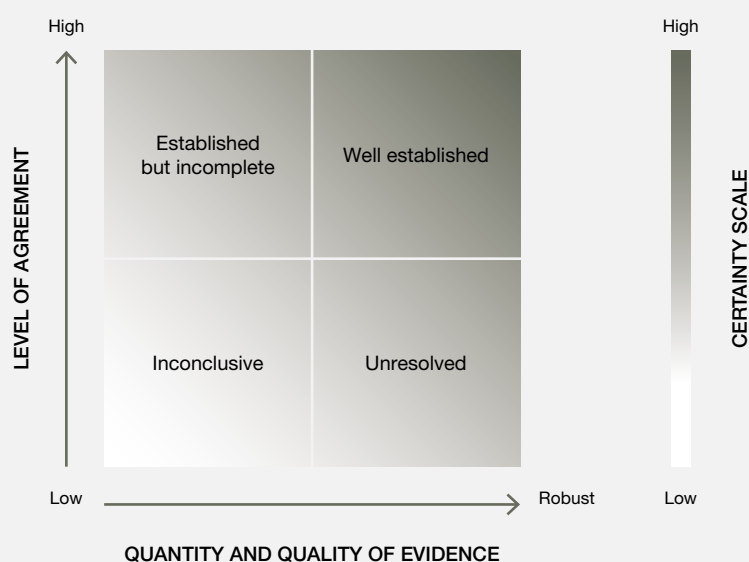 High
High
LEVEL OF AGREEMENT
Established
but incomplete
Well established
CERTAINTY SCALE
Inconclusive
Unresolved
Low
Robust
Low
QUANTITY AND QUALITY OF EVIDENCE